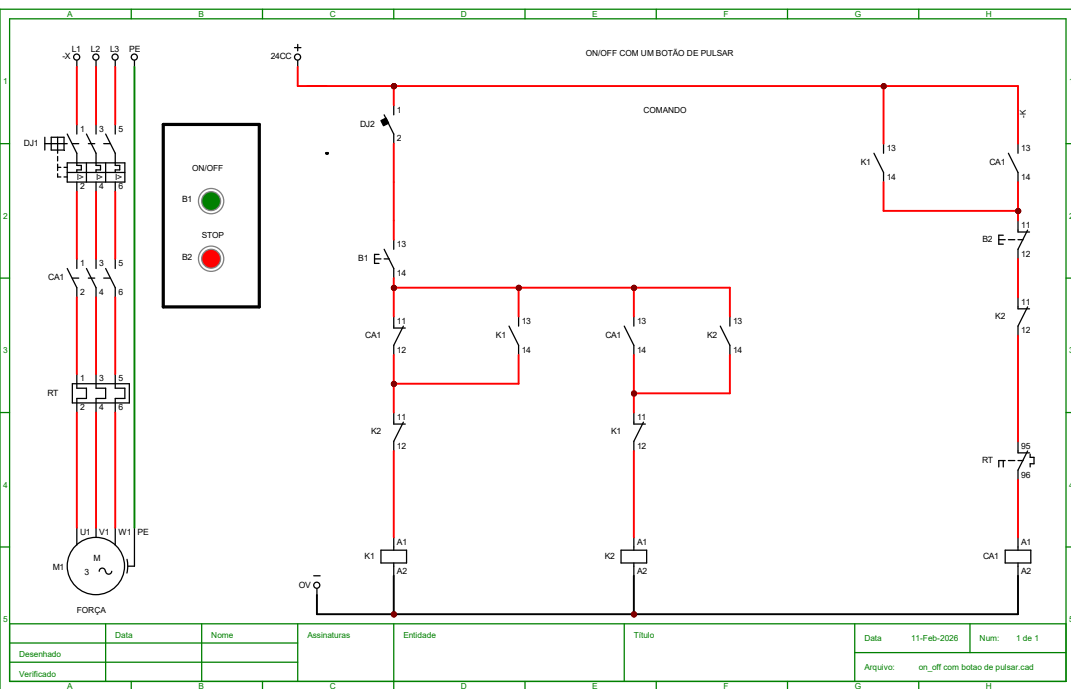 A B C D E F G H
L1 L2 L3 PE
-X
24CC +
ON/OFF COM UM BOTÃO DE PULSAR
1
COMANDO
1
DJ2
2
1 3 5
DJ1
2 4 6
ON/OFF
B1
STOP
B2
13
K1
14
13
CA1
14
2
2
11
B2
12
13
B1
14
1 3 5
CA1
2 4 6
11
CA1
12
13
K1
14
13
CA1
14
13
K2
14
11
K2
12
3
3
1 3 5
RT
2 4 6
11
K2
12
11
K1
12
95
RT
96
4
4
U1 V1 W1 PE
M1
M
3
FORÇA
A1
K1
A2
A1
K2
A2
A1
CA1
A2
OV
5
5
Data Nome Assinaturas Entidade Título
Data 11-Feb-2026 Num: 1 de 1
Desenhado
Verificado
Arquivo: on_off com botao de pulsar.cad
A B C D E F G H